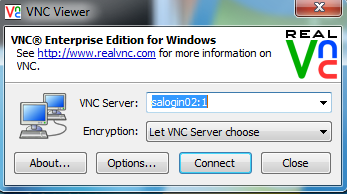 VNC Viewer
VNC® Enterprise Edition for Windows
See http://www.realvnc.com for more information on
VNC.
REAL
VNC
VNC Server:
salogin02:1
Encryption:
Let VNC Server choose
About...
Options...
Connect
Close